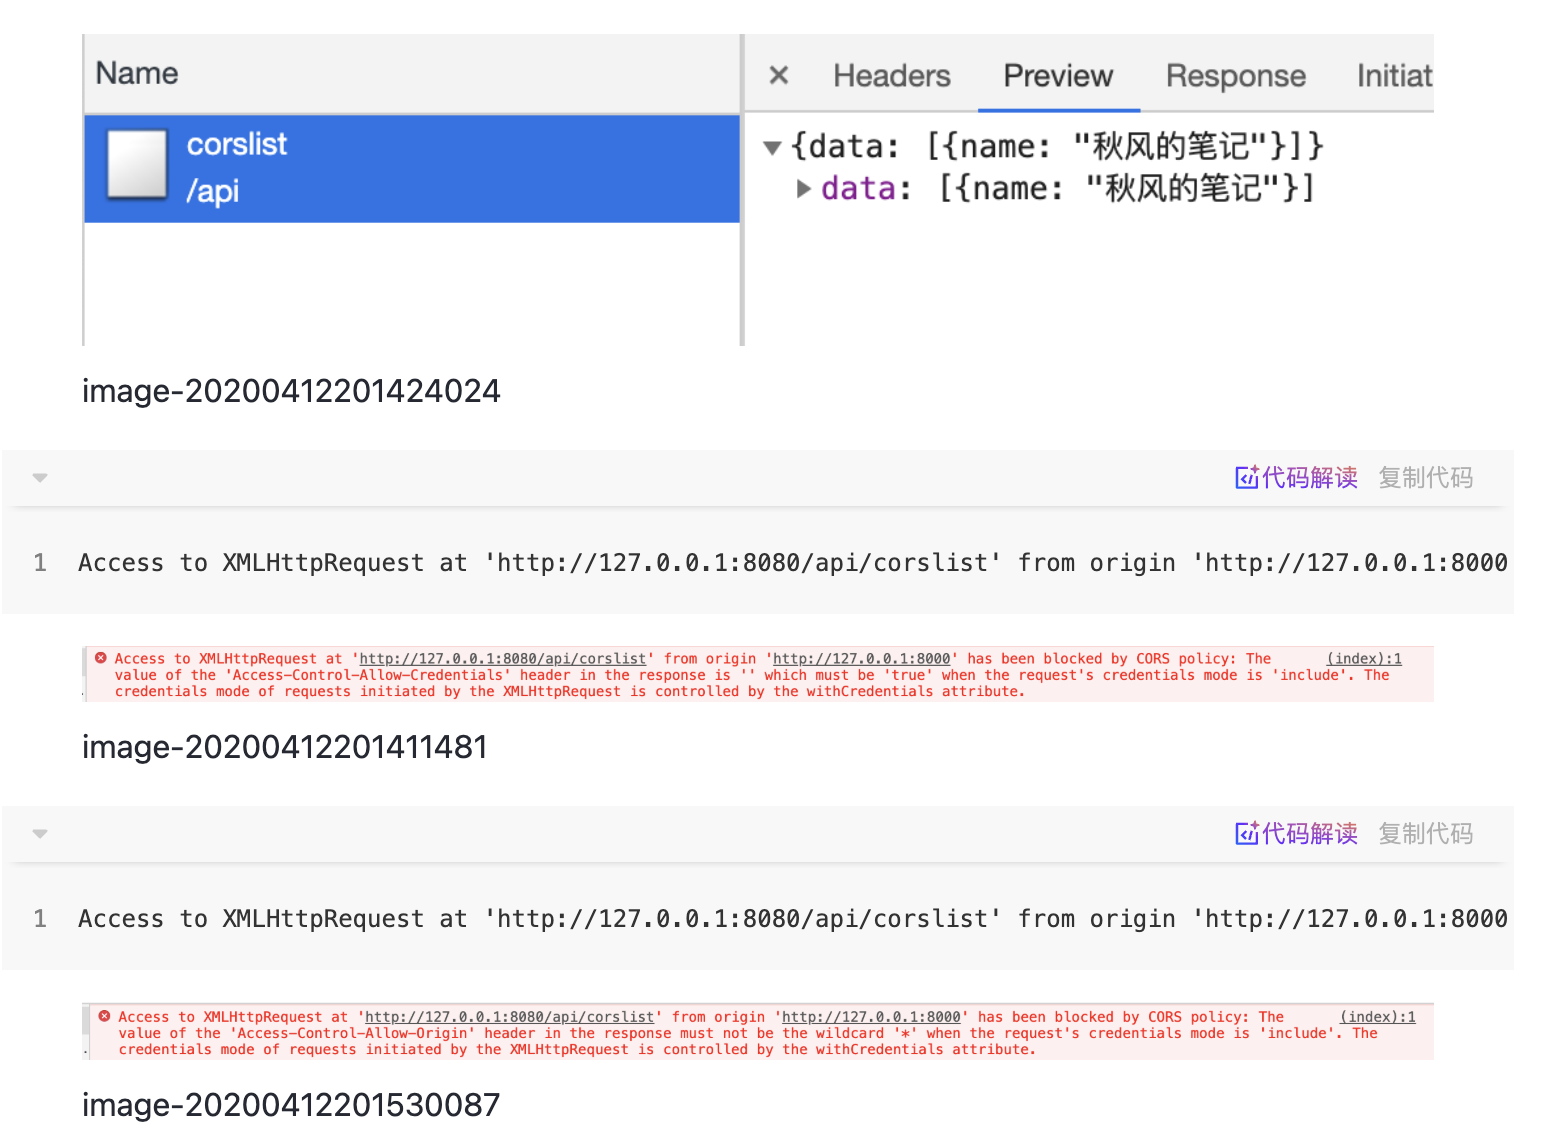 Name
× Headers Preview Response Initiat
corslist
/api
{data: [{name: "秋风的笔记"}]}
data: [{name: "秋风的笔记"}]
image-20200412201424024
代码解读 复制代码
1 Access to XMLHttpRequest at 'http://127.0.0.1:8080/api/corslist' from origin 'http://127.0.0.1:8000
Access to XMLHttpRequest at 'http://127.0.0.1:8080/api/corslist' from origin 'http://127.0.0.1:8000' has been blocked by CORS policy: The (index):1
value of the 'Access-Control-Allow-Credentials' header in the response is '' which must be 'true' when the request's credentials mode is 'include'. The
credentials mode of requests initiated by the XMLHttpRequest is controlled by the withCredentials attribute.
image-20200412201411481
代码解读 复制代码
1 Access to XMLHttpRequest at 'http://127.0.0.1:8080/api/corslist' from origin 'http://127.0.0.1:8000
Access to XMLHttpRequest at 'http://127.0.0.1:8080/api/corslist' from origin 'http://127.0.0.1:8000' has been blocked by CORS policy: The (index):1
value of the 'Access-Control-Allow-Origin' header in the response must not be the wildcard '*' when the request's credentials mode is 'include'. The
credentials mode of requests initiated by the XMLHttpRequest is controlled by the withCredentials attribute.
image-20200412201530087